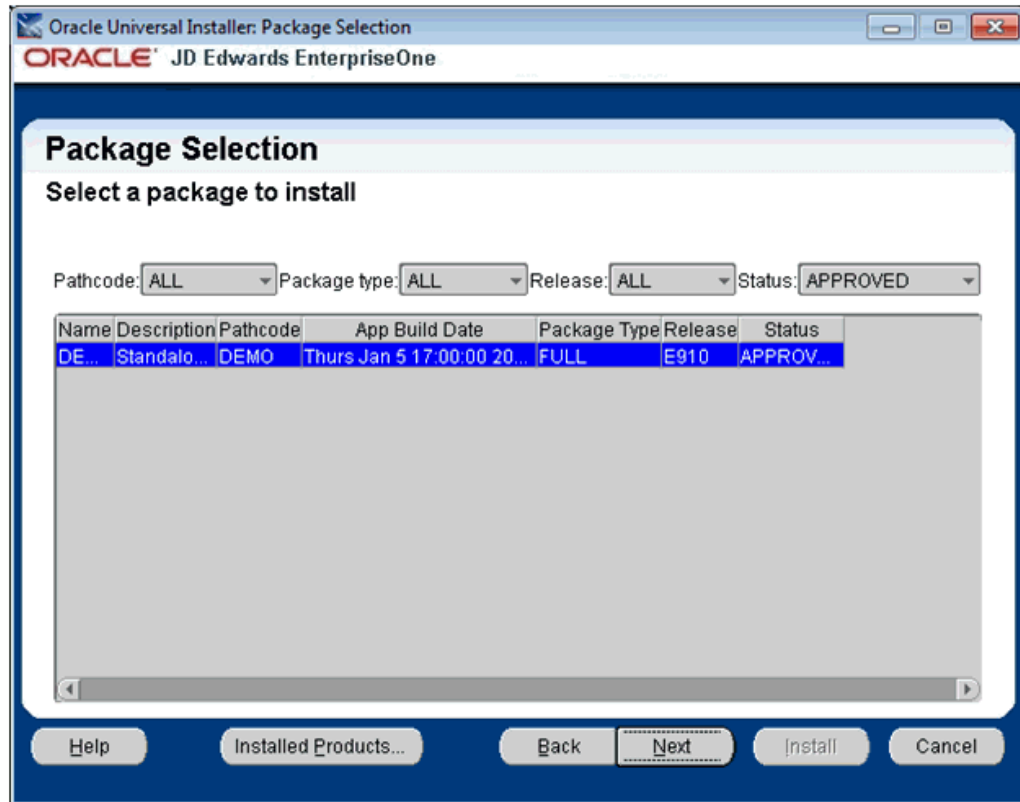 Oracle Universal Installer: Package Selection
ORACLE JD Edwards EnterpriseOne
Package Selection
Select a package to install
Pathcode: ALL Package type: ALL Release: ALL Status: APPROVED
Name Description Pathcode App Build Date Package Type Release Status
DE... Standalo... DEMO Thurs Jan 5 17:00:00 20... FULL E910 APPROV...
Help Installed Products... Back Next Install Cancel